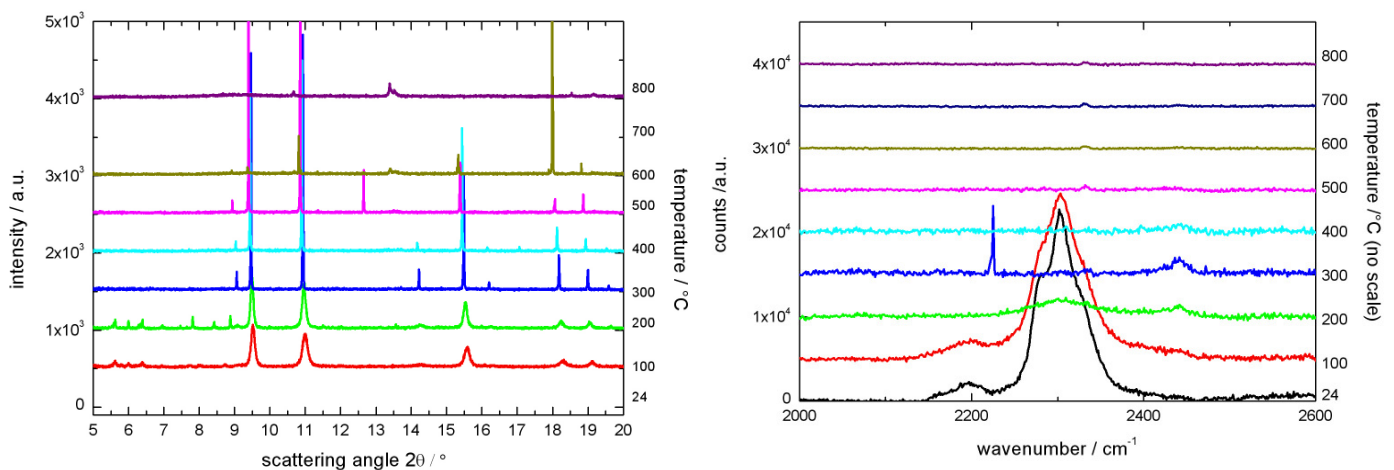 5x10³
4x10³
3x10³
2x10³
1x10³
0
intensity / a.u.
5 6 7 8 9 10 11 12 13 14 15 16 17 18 19 20
scattering angle 2θ / °
800
700
600
500
400
300
200
100
24
temperature / °C
4x10⁴
3x10⁴
2x10⁴
1x10⁴
0
counts /a.u.
2000 2200 2400 2600
wavenumber / cm⁻¹
800
700
600
500
400
300
200
100
24
temperature /°C (no scale)